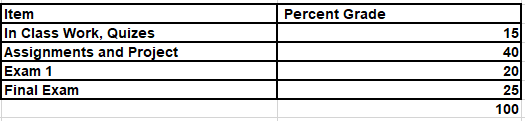 Item Percent Grade
In Class Work, Quizes 15
Assignments and Project 40
Exam 1 20
Final Exam 25
100